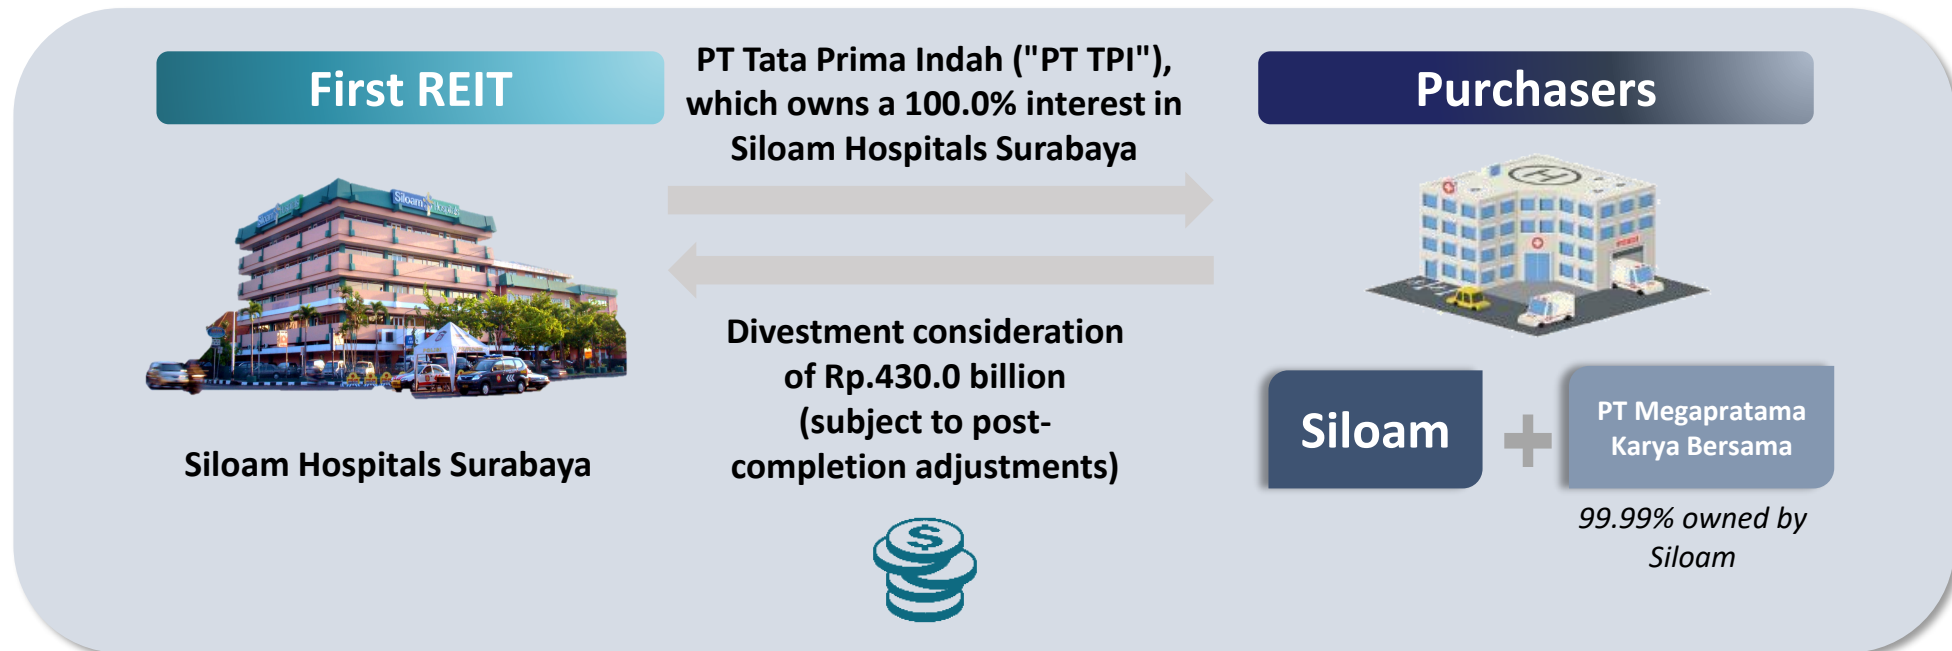 First REIT
Siloam Hospitals Surabaya
PT Tata Prima Indah ("PT TPI"),
which owns a 100.0% interest in
Siloam Hospitals Surabaya
Divestment consideration
of Rp.430.0 billion
(subject to post-
completion adjustments)
$
Purchasers
H
Siloam
+
PT Megapratama
Karya Bersama
99.99% owned by
Siloam
Siloam